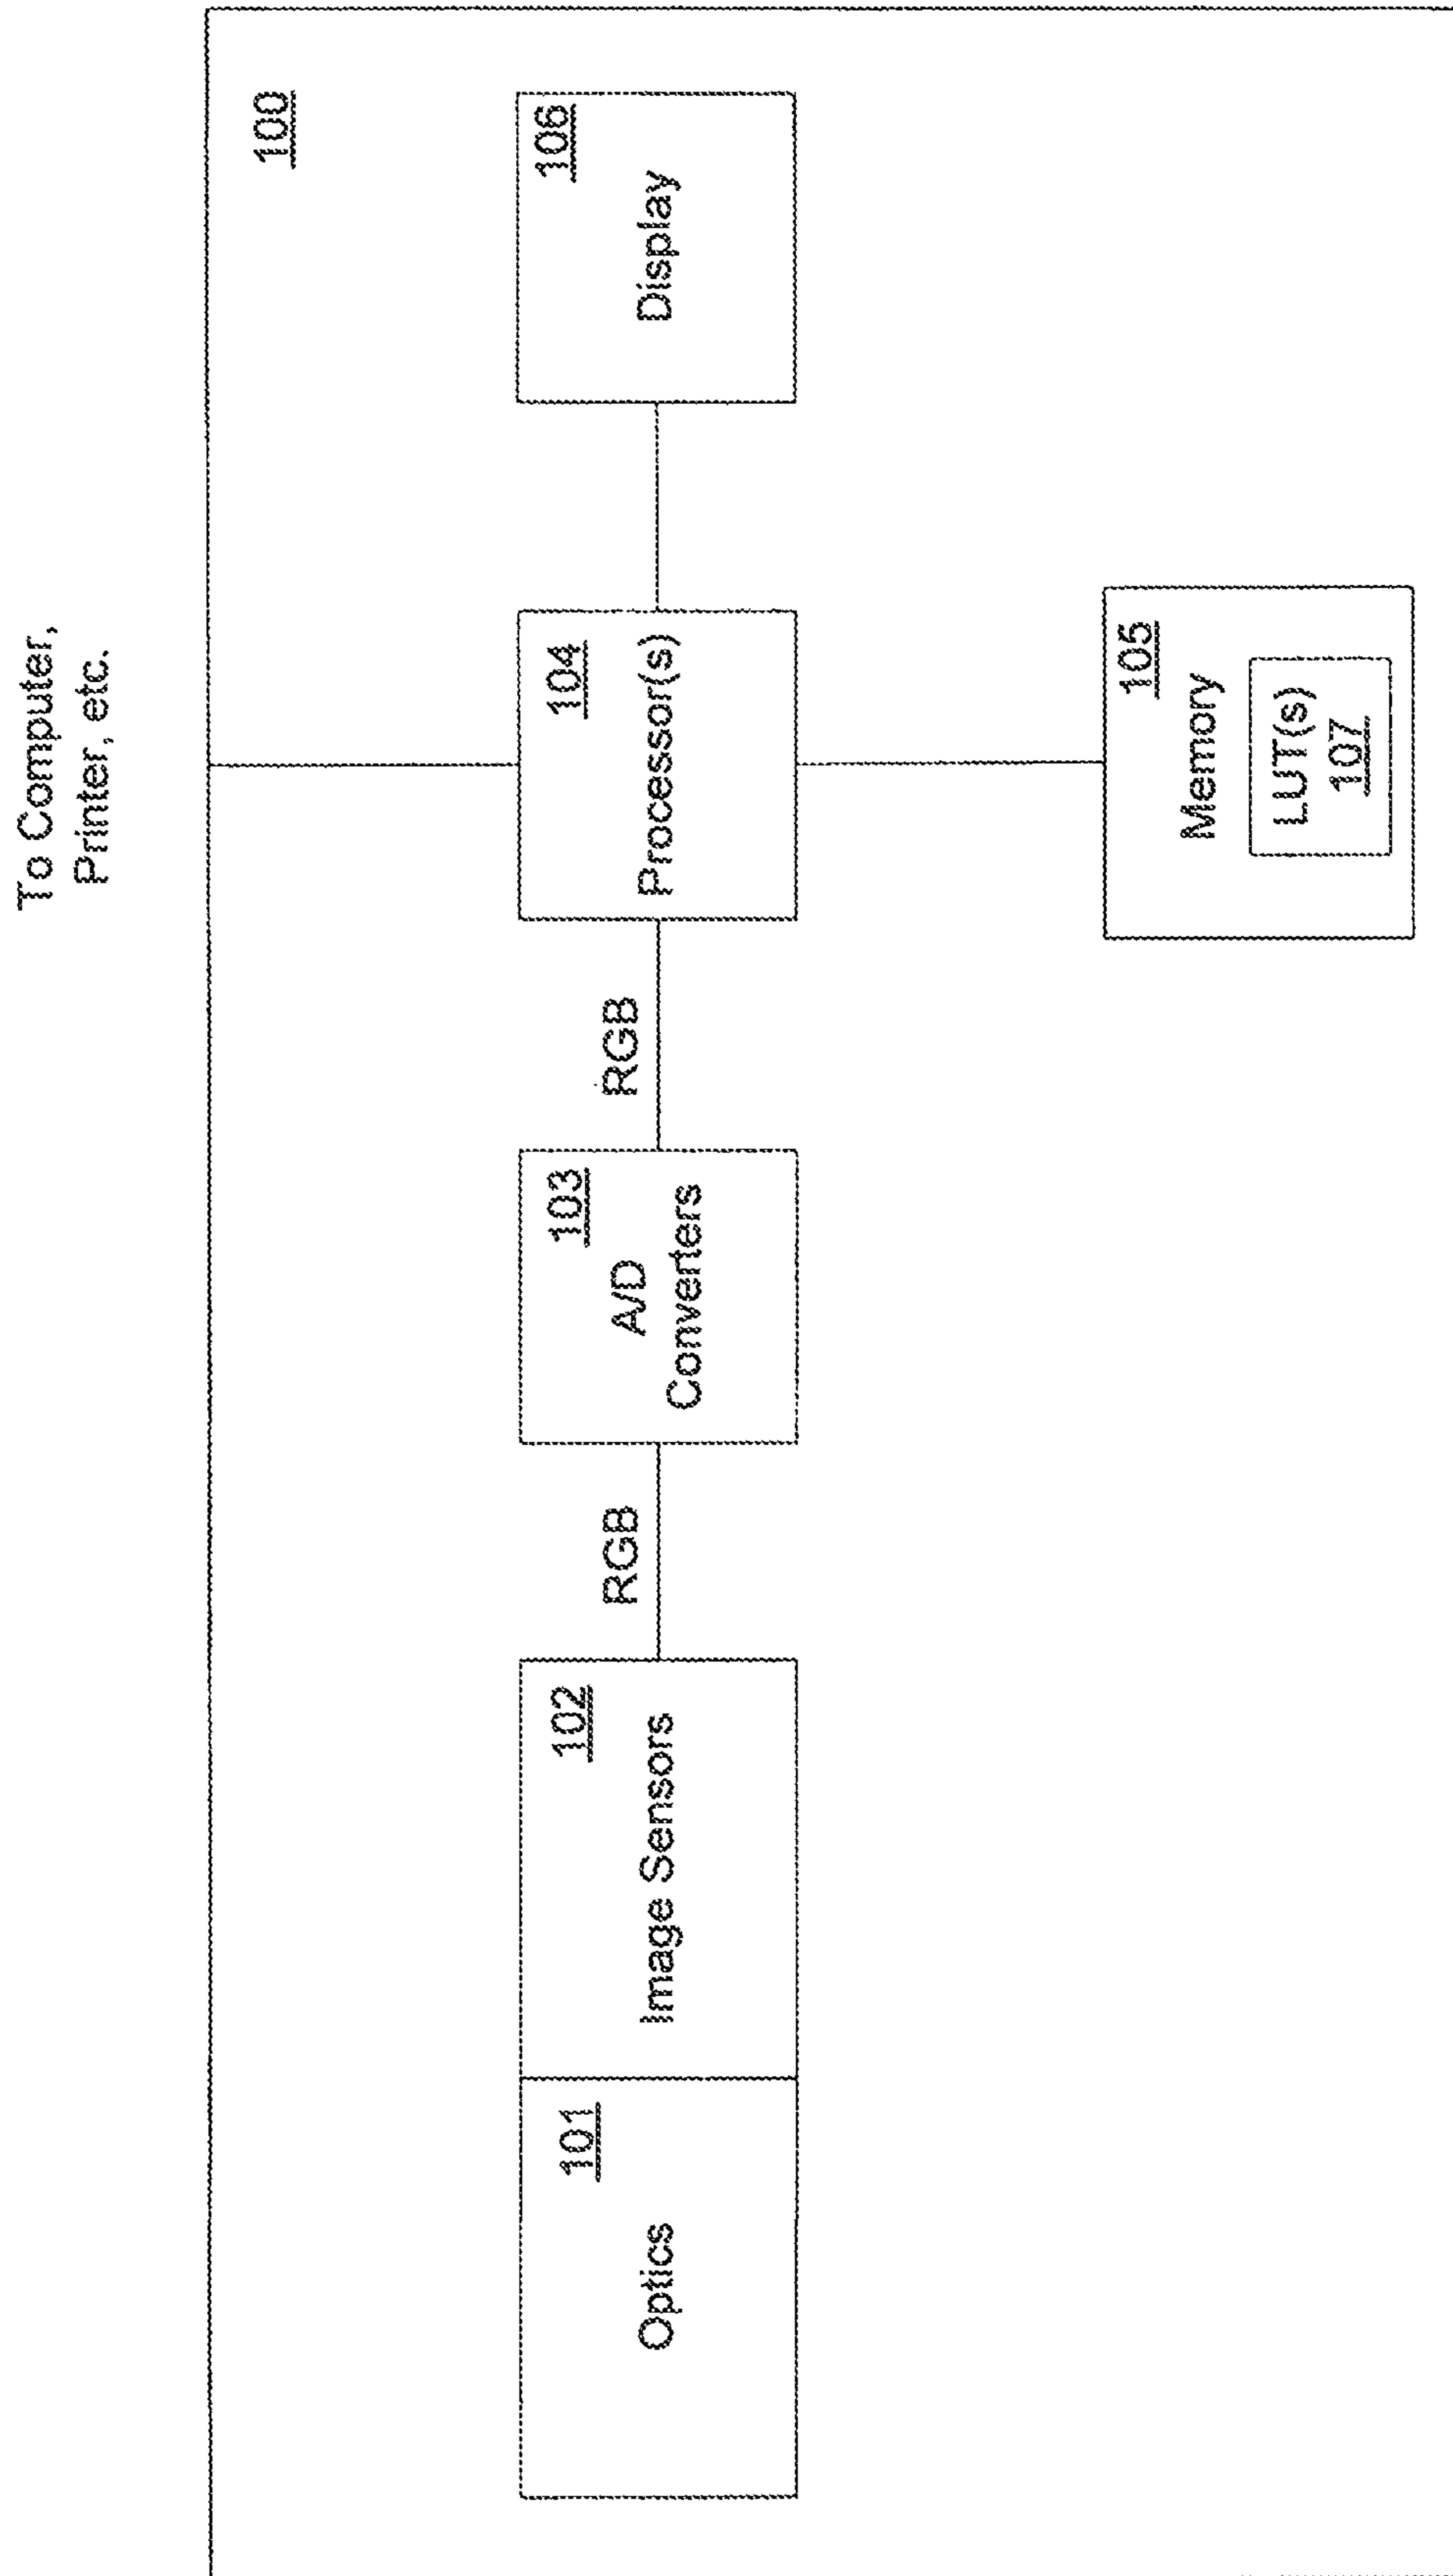 To Computer,
Printer, etc.
100
101
Optics
102
Image Sensors
RGB
103
A/D
Converters
RGB
104
Processor(s)
106
Display
105
Memory
LUT(s)
107